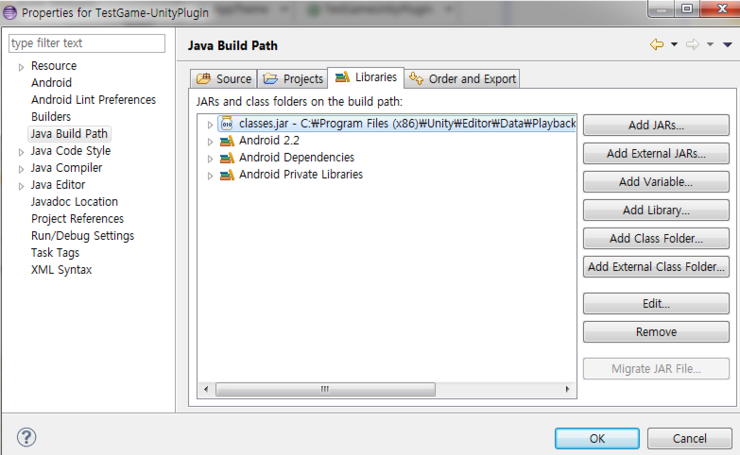 Properties for TestGame-UnityPlugin
type filter text
Resource
Android
Android Lint Preferences
Builders
Java Build Path
Java Code Style
Java Compiler
Java Editor
Javadoc Location
Project References
Run/Debug Settings
Task Tags
XML Syntax
Java Build Path
Source
Projects
Libraries
Order and Export
JARs and class folders on the build path:
classes.jar - C:₩Program Files (x86)₩Unity₩Editor₩Data₩Playback
Android 2.2
Android Dependencies
Android Private Libraries
Add JARs...
Add External JARs...
Add Variable...
Add Library...
Add Class Folder...
Add External Class Folder...
Edit...
Remove
Migrate JAR File...
OK
Cancel